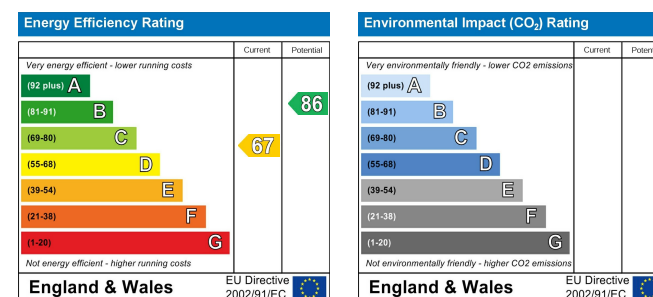 Energy Efficiency Rating
Current Potential
Very energy efficient - lower running costs
(92 plus) A
(81-91) B
(69-80) C
(55-68) D
(39-54) E
(21-38) F
(1-20) G
67
86
Not energy efficient - higher running costs
England & Wales
EU Directive
2002/91/EC
Environmental Impact (CO₂) Rating
Current Potent
Very environmentally friendly - lower CO2 emissions
(92 plus) A
(81-91) B
(69-80) C
(55-68) D
(39-54) E
(21-38) F
(1-20) G
Not environmentally friendly - higher CO2 emissions
England & Wales
EU Directive
2002/91/EC